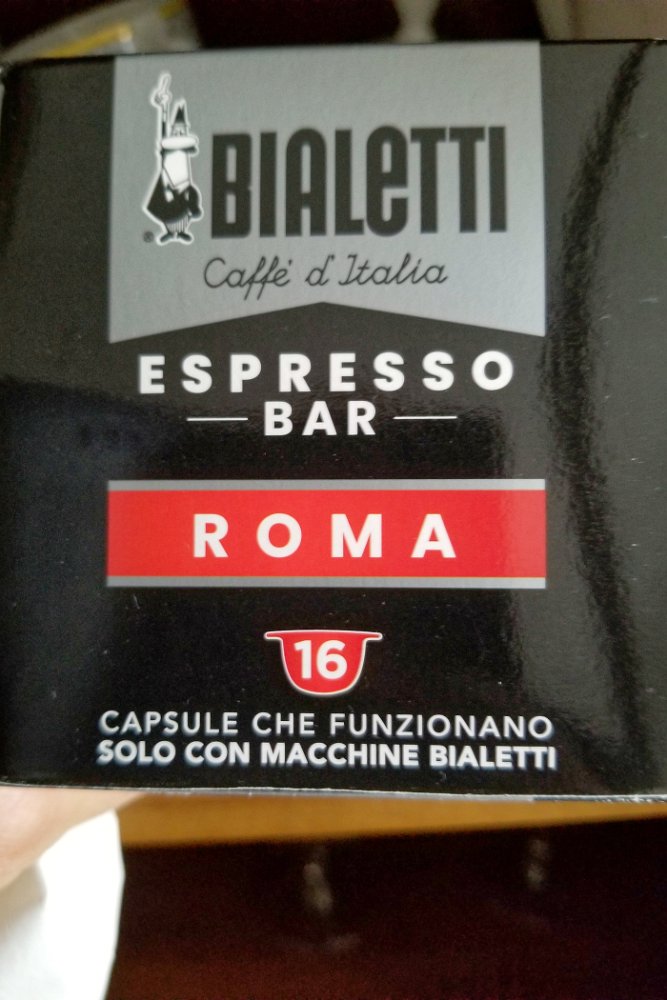 BIALETTI
®
Caffè d'Italia
ESPRESSO
BAR
ROMA
16
CAPSULE CHE FUNZIONANO
SOLO CON MACCHINE BIALETTI